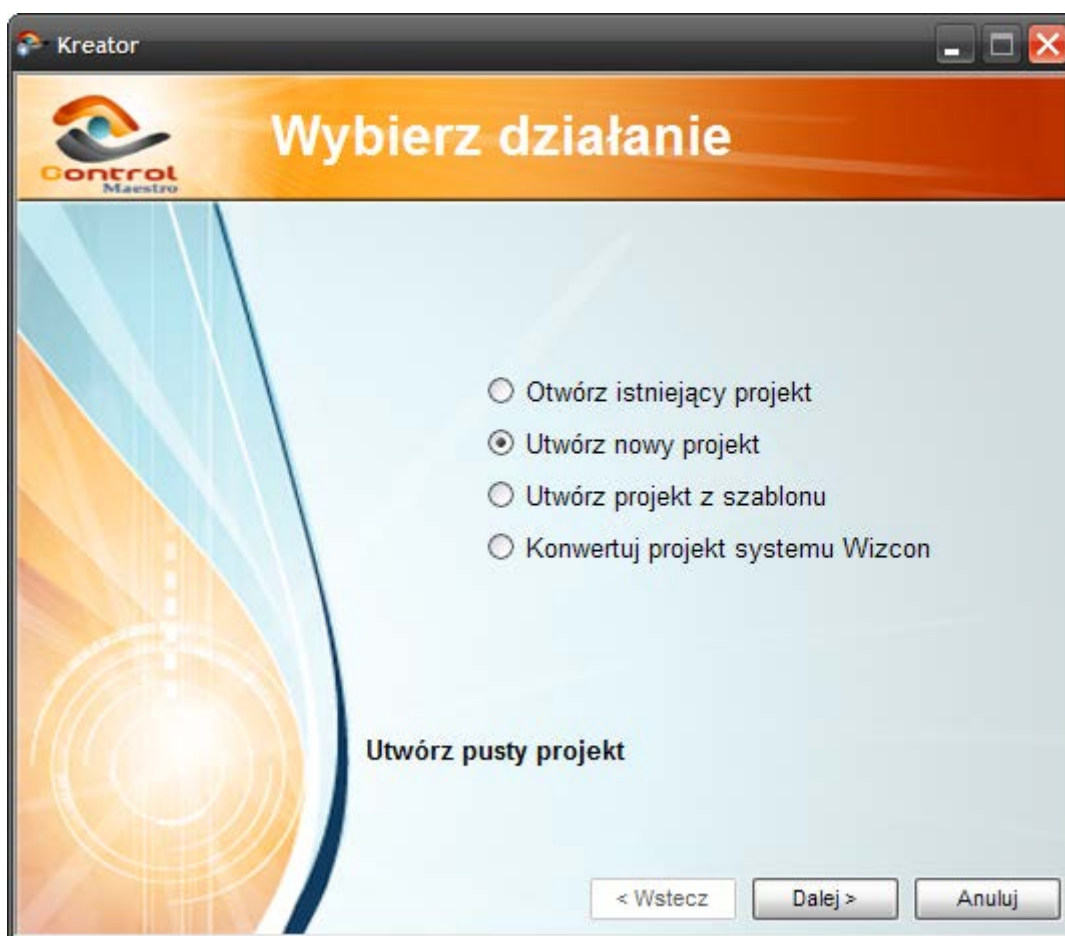 Kreator
Control
Maestro
Wybierz działanie
Otwórz istniejący projekt
Utwórz nowy projekt
Utwórz projekt z szablonu
Konwertuj projekt systemu Wizcon
Utwórz pusty projekt
< Wstecz
Dalej >
Anuluj